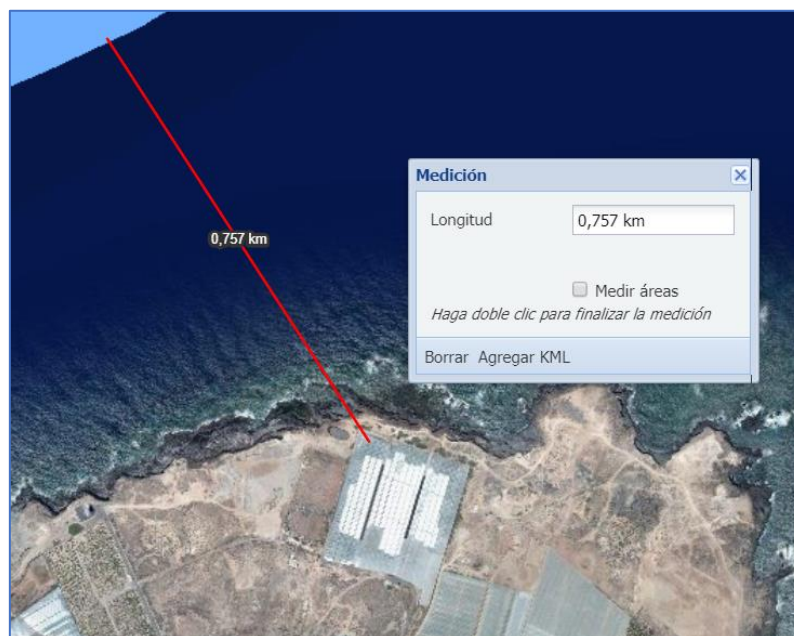 Medición
Longitud 0,757 km
0,757 km
Medir áreas
Haga doble clic para finalizar la medición
Borrar Agregar KML